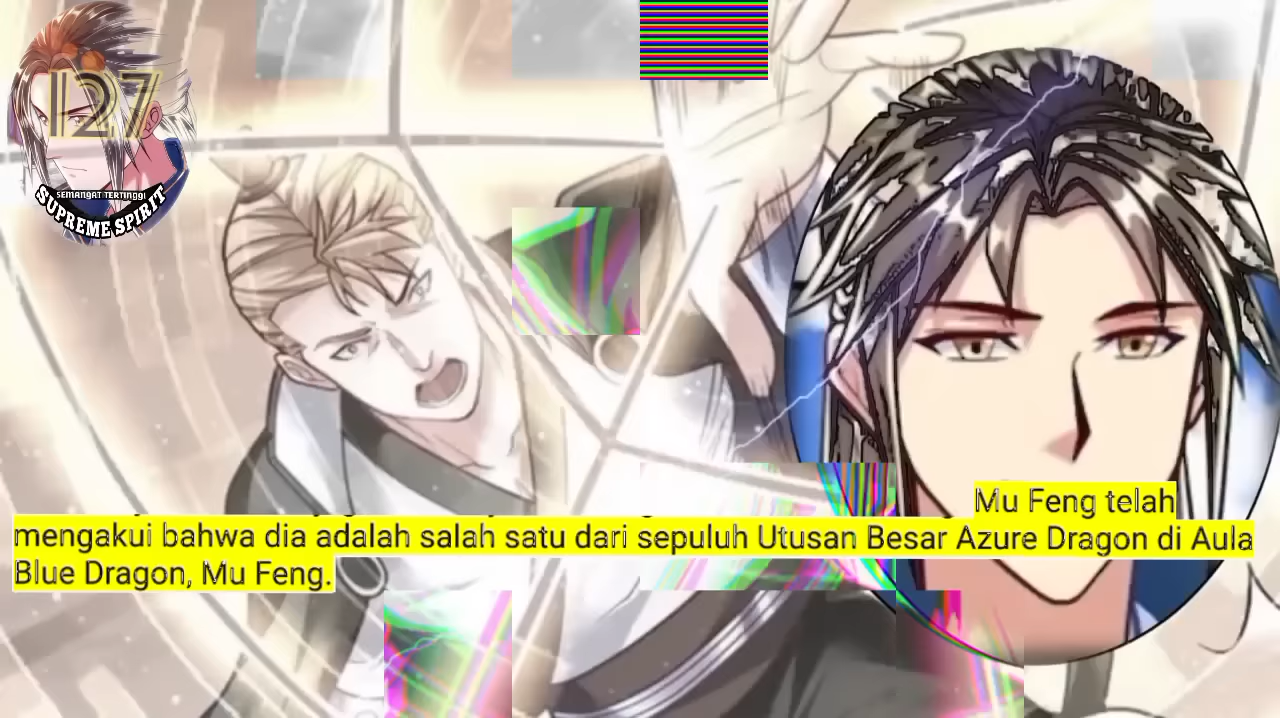 127
SEMANGAT TERTINGGI
SUPREME SPIRIT
Mu Feng telah
mengakui bahwa dia adalah salah satu dari sepuluh Utusan Besar Azure Dragon di Aula
Blue Dragon, Mu Feng.